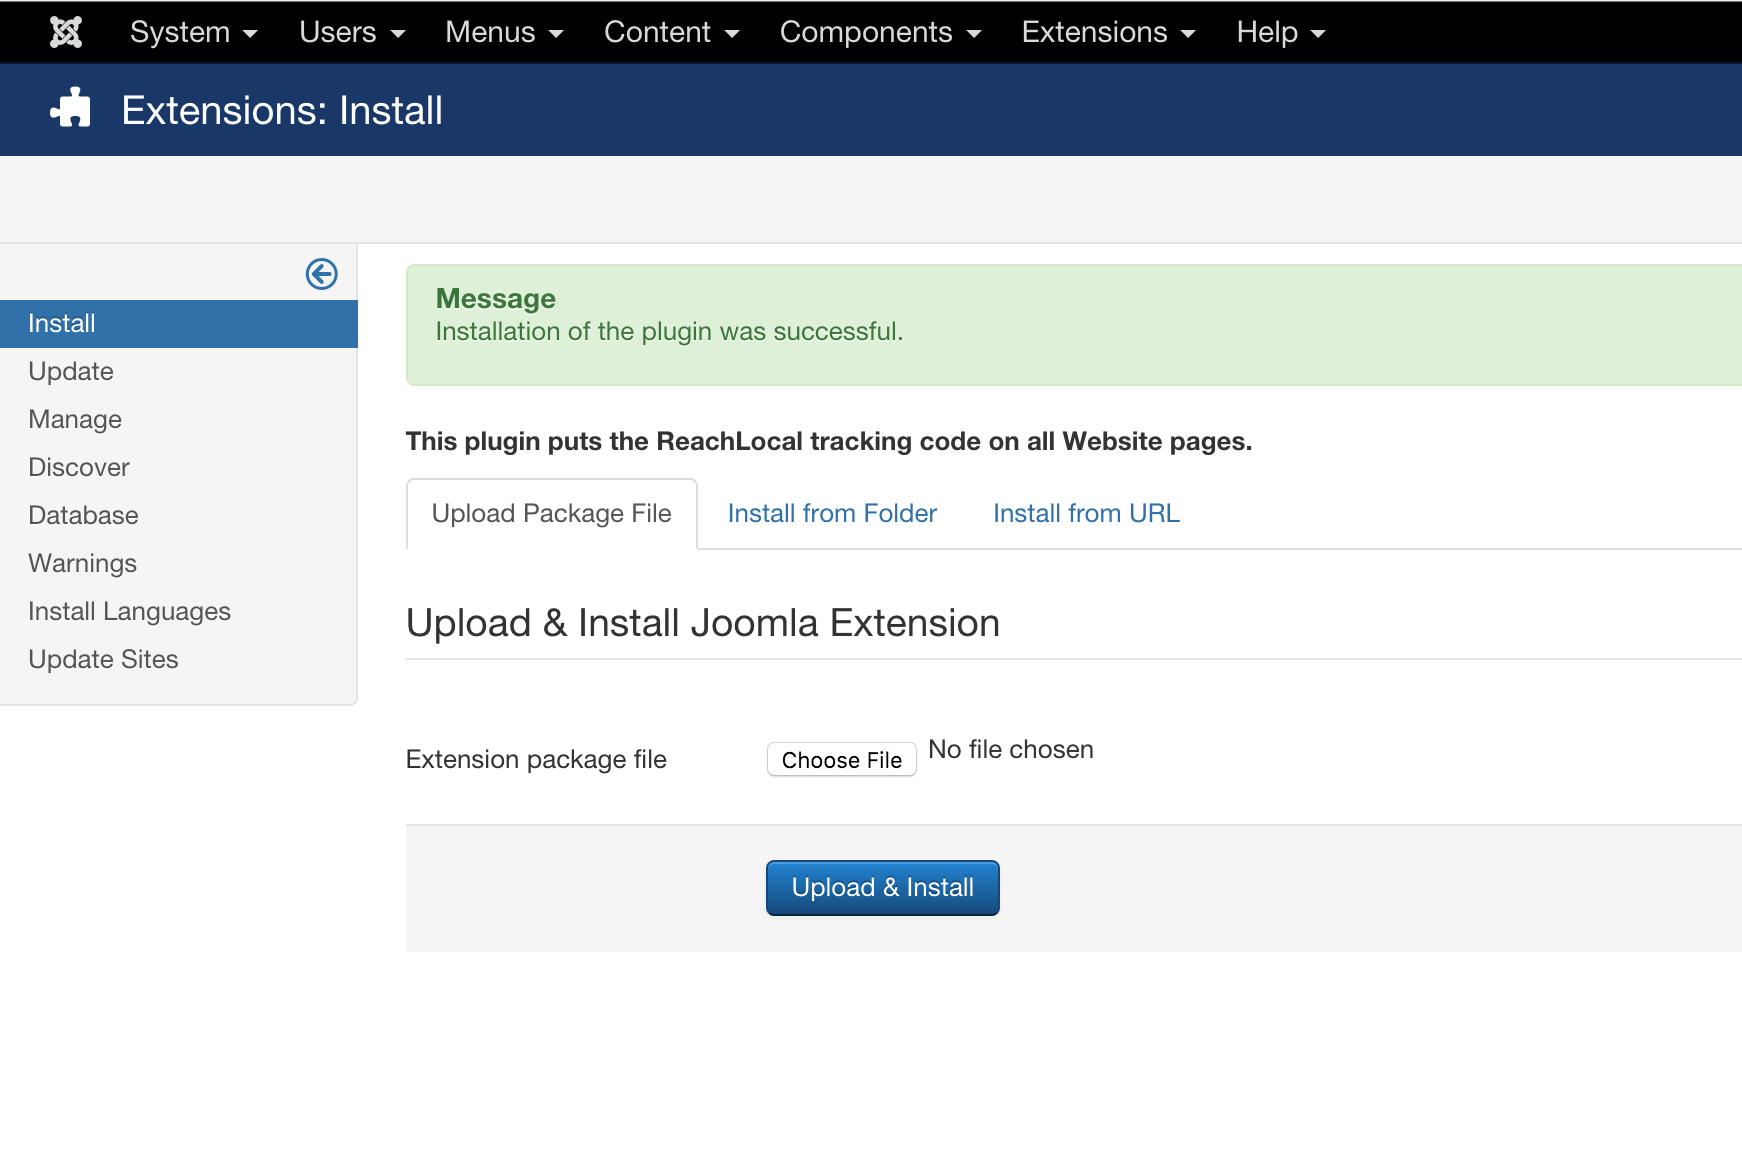 System Users Menus Content Components Extensions Help
Extensions: Install
Install
Update
Manage
Discover
Database
Warnings
Install Languages
Update Sites
Message
Installation of the plugin was successful.
This plugin puts the ReachLocal tracking code on all Website pages.
Upload Package File Install from Folder Install from URL
Upload & Install Joomla Extension
Extension package file Choose File No file chosen
Upload & Install